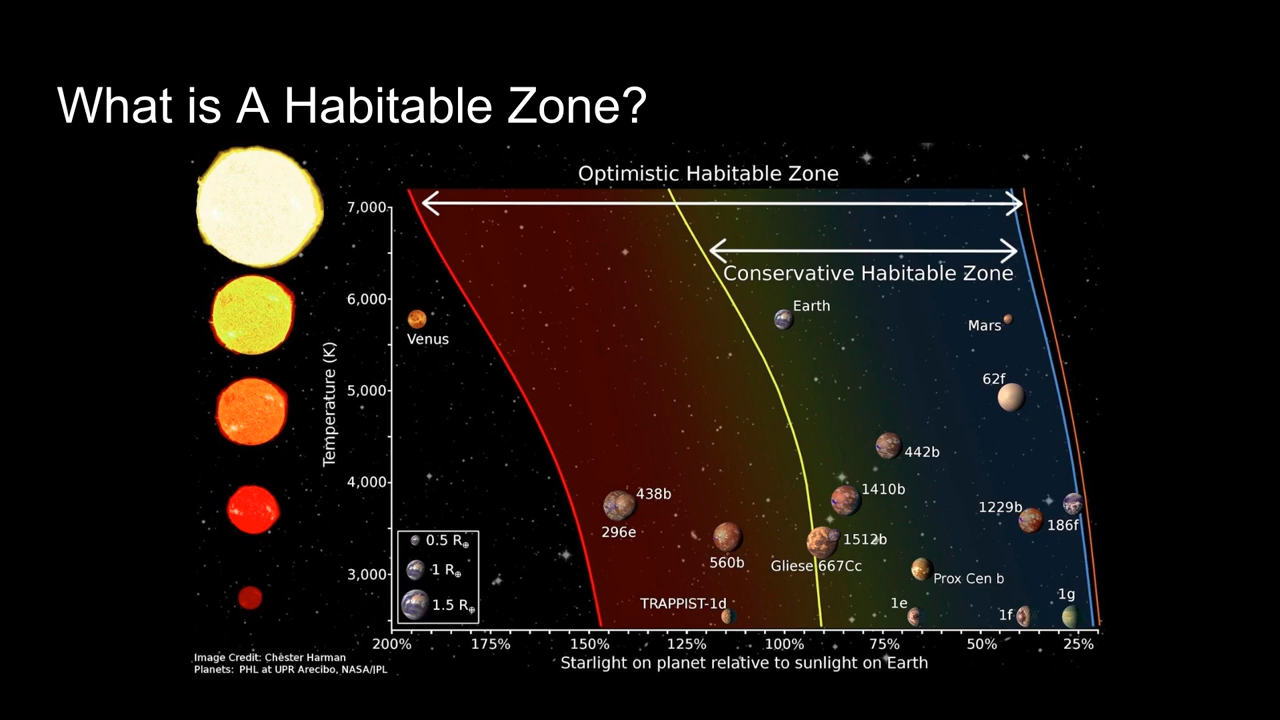 What is A Habitable Zone?
Optimistic Habitable Zone
Conservative Habitable Zone
7,000
6,000
5,000
4,000
3,000
Temperature (K)
Earth
Mars
Venus
62f
442b
438b
1410b
296e
1229b
186f
1512b
560b
Gliese 667Cc
Prox Cen b
TRAPPIST-1d
1e
1f
1g
0.5 R⊕
1 R⊕
1.5 R⊕
200% 175% 150% 125% 100% 75% 50% 25%
Starlight on planet relative to sunlight on Earth
Image Credit: Chester Harman
Planets: PHL at UPR Arecibo, NASA/JPL